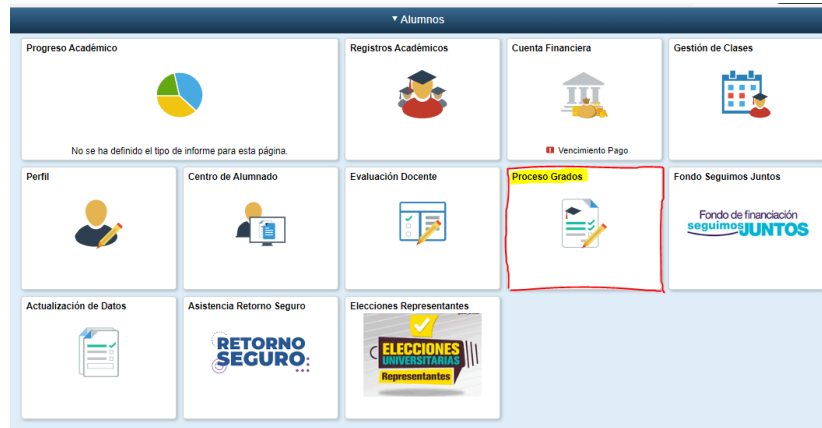 ▾ Alumnos
Progreso Académico
Registros Académicos
Cuenta Financiera
Gestión de Clases
No se ha definido el tipo de informe para esta página.
Vencimiento Pago
Perfil
Centro de Alumnado
Evaluación Docente
Proceso Grados
Fondo Seguimos Juntos
Fondo de financiación
seguimos JUNTOS
Actualización de Datos
Asistencia Retorno Seguro
Elecciones Representantes
RETORNO
SEGURO
ELECCIONES
UNIVERSITARIAS
Representantes